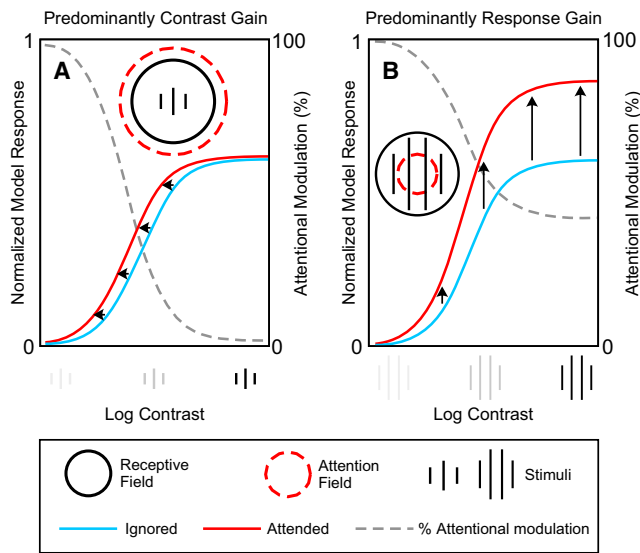 Predominantly Contrast Gain
Predominantly Response Gain
1
A
100
Normalized Model Response
Attentional Modulation (%)
0
0
1
B
100
Normalized Model Response
Attentional Modulation (%)
0
0
Log Contrast
Log Contrast
Receptive
Field
Attention
Field
Stimuli
Ignored
Attended
% Attentional modulation